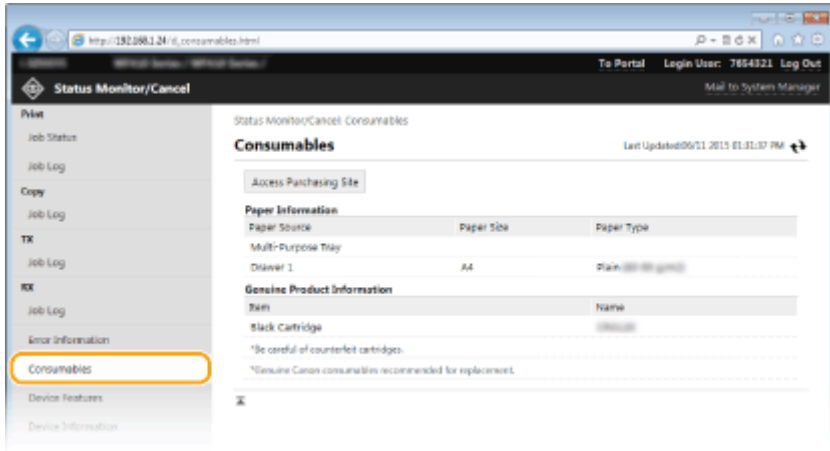 http://192.168.1.24/d_consumables.html
To Portal Login User: 7654321 Log Out
Status Monitor/Cancel
Mail to System Manager
Print
Job Status
Job Log
Copy
Job Log
TX
Job Log
RX
Job Log
Error Information
Consumables
Device Features
Device Information
Status Monitor/Cancel: Consumables
Consumables
Last Updated:06/11 2015 01:31:37 PM
Access Purchasing Site
Paper Information
Paper Source Paper Size Paper Type
Multi-Purpose Tray
Drawer 1 A4 Plain
Genuine Product Information
Item Name
Black Cartridge
*Be careful of counterfeit cartridges.
*Genuine Canon consumables recommended for replacement.